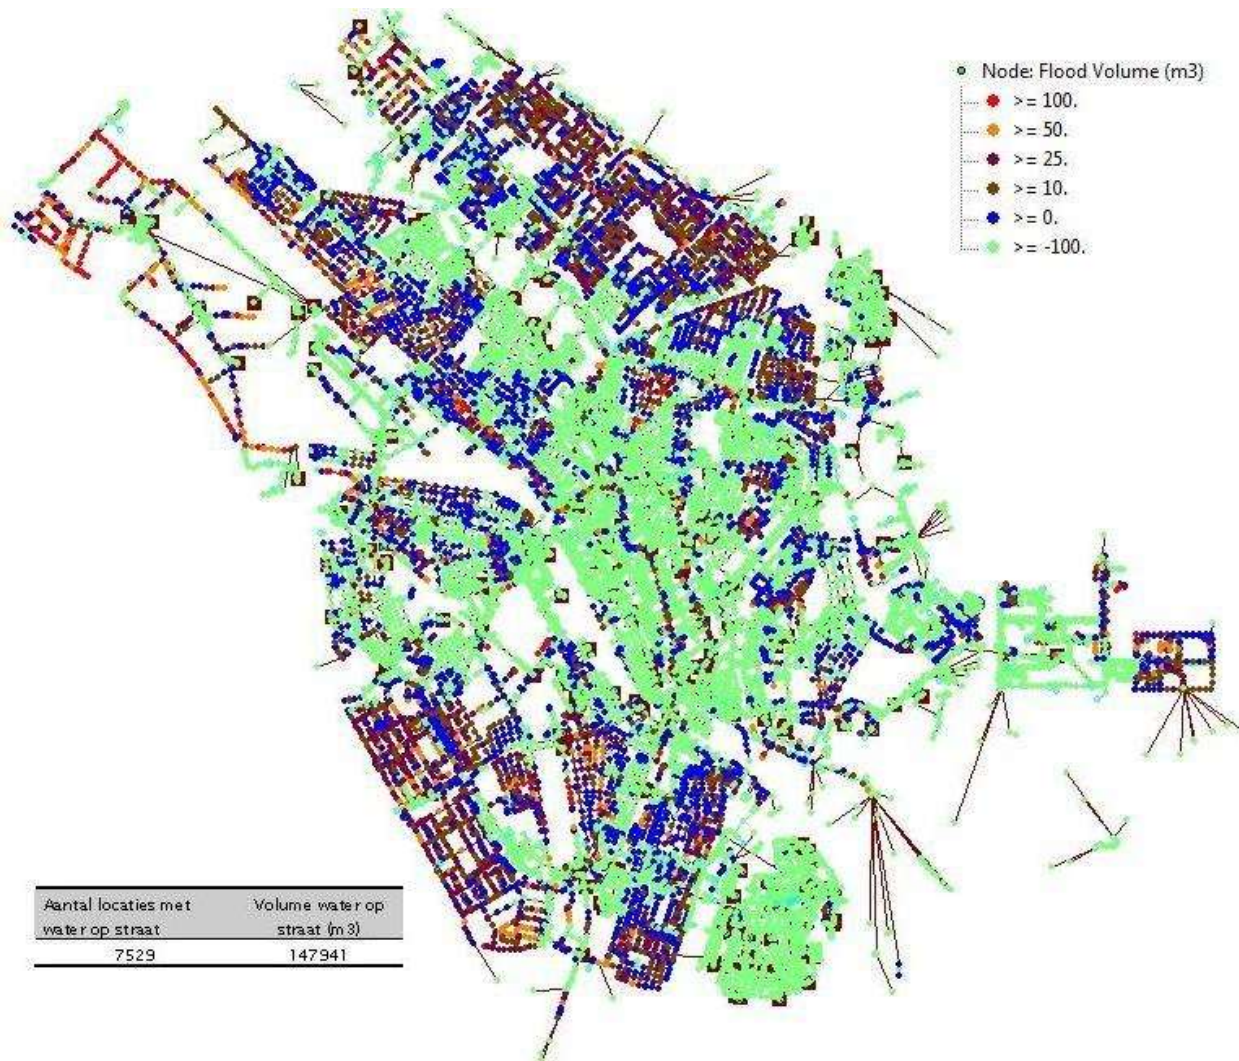 Node: Flood Volume (m3)
>= 100.
>= 50.
>= 25.
>= 10.
>= 0.
>= -100.
Aantal locaties met Volume water op
water op straat straat (m3)
7529 147941